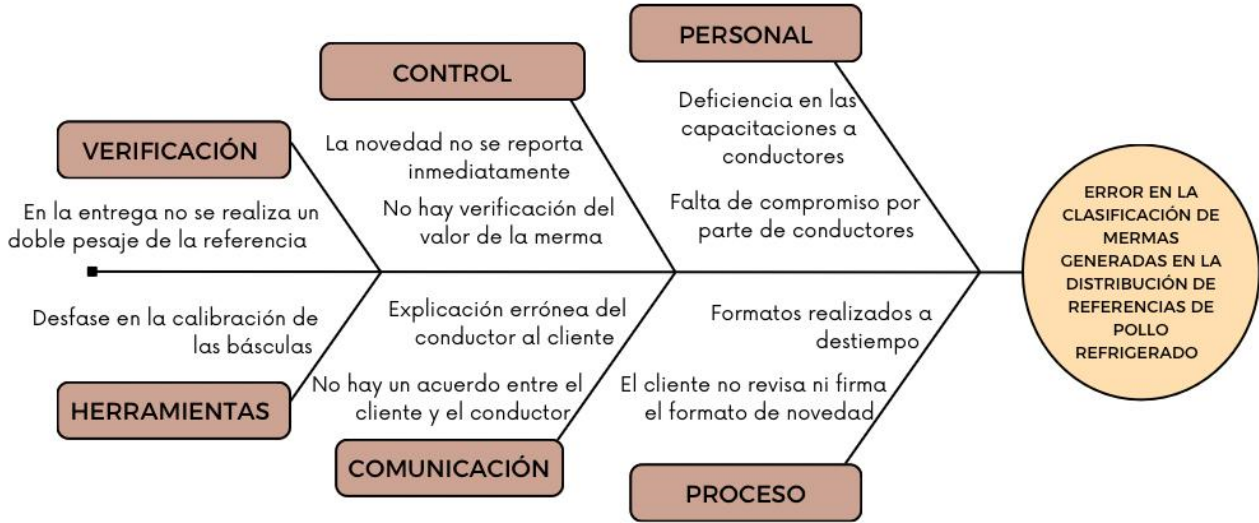 PERSONAL
CONTROL
Deficiencia en las
capacitaciones a
conductores
VERIFICACIÓN
La novedad no se reporta
inmediatamente
En la entrega no se realiza un
doble pesaje de la referencia
No hay verificación del
valor de la merma
Falta de compromiso por
parte de conductores
ERROR EN LA
CLASIFICACIÓN DE
MERMAS
GENERADAS EN LA
DISTRIBUCIÓN DE
REFERENCIAS DE
POLLO
REFRIGERADO
Desfase en la calibración de
las básculas
Explicación errónea del
conductor al cliente
Formatos realizados a
destiempo
HERRAMIENTAS
No hay un acuerdo entre el
cliente y el conductor
El cliente no revisa ni firma
el formato de novedad
COMUNICACIÓN
PROCESO